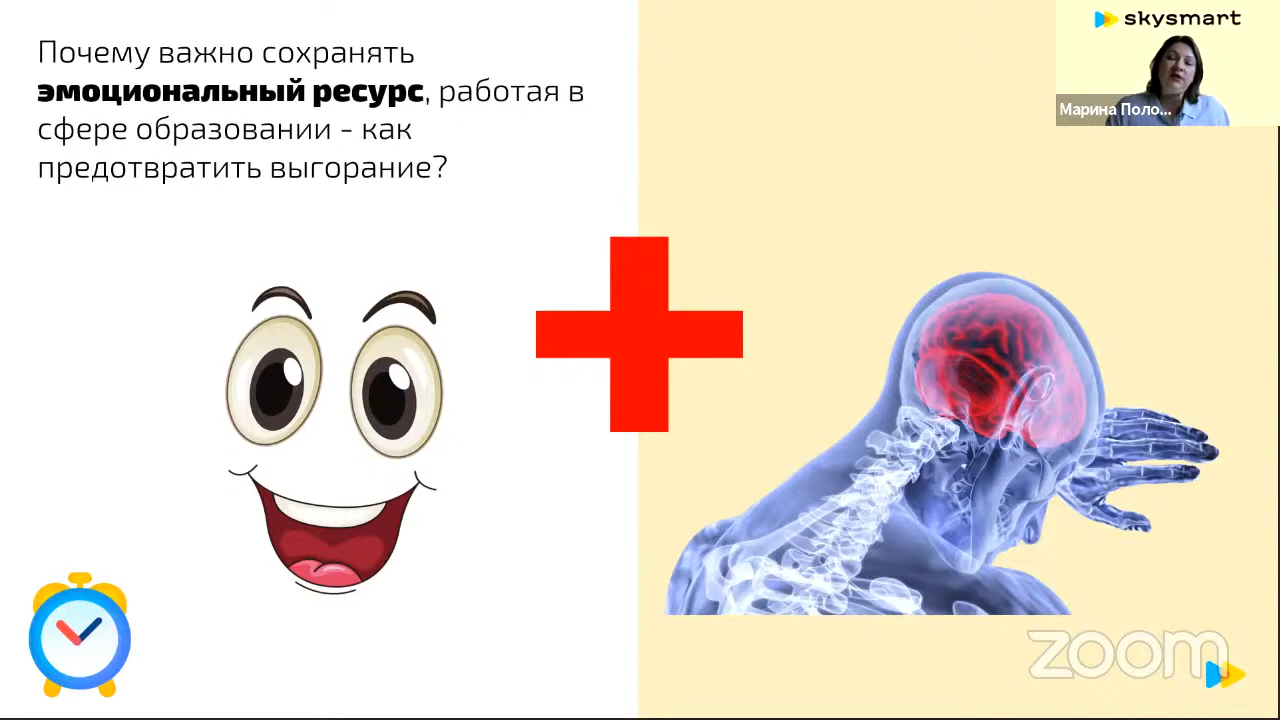 Почему важно сохранять
эмоциональный ресурс, работая в
сфере образовании - как
предотвратить выгорание?
skysmart
Марина Поло...
zoom